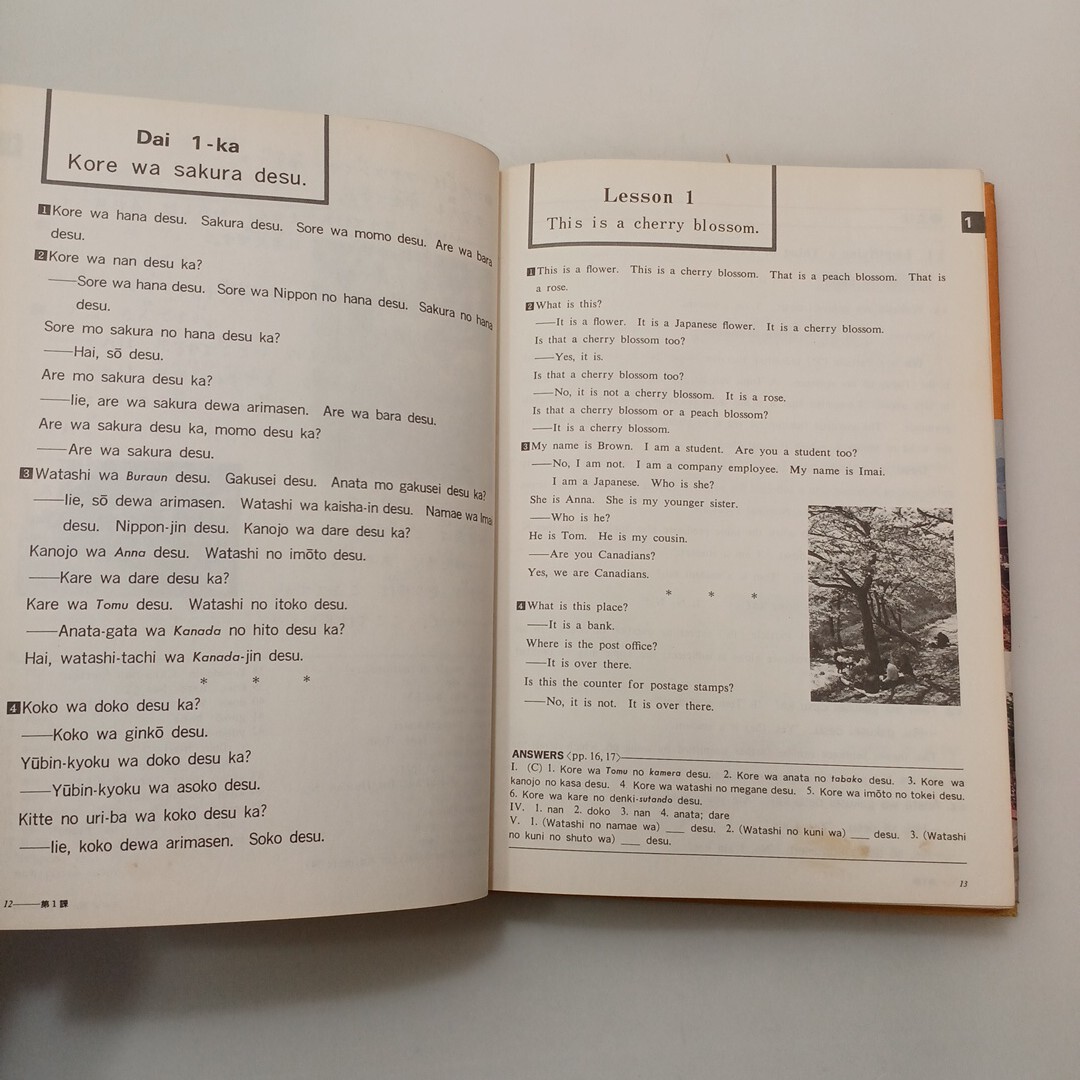 Dai 1-ka
Kore wa sakura desu.
1 Kore wa hana desu. Sakura desu. Sore wa momo desu. Are wa bara
desu.
2 Kore wa nan desu ka?
——Sore wa hana desu. Sore wa Nippon no hana desu. Sakura no hana
desu.
Sore mo sakura no hana desu ka?
——Hai, sō desu.
Are mo sakura desu ka?
——Iie, are wa sakura dewa arimasen. Are wa bara desu.
Are wa sakura desu ka, momo desu ka?
——Are wa sakura desu.
3 Watashi wa Buraun desu. Gakusei desu. Anata mo gakusei desu ka?
——Iie, sō dewa arimasen. Watashi wa kaisha-in desu. Namae wa Imai
desu. Nippon-jin desu. Kanojo wa dare desu ka?
Kanojo wa Anna desu. Watashi no imōto desu.
——Kare wa dare desu ka?
Kare wa Tomu desu. Watashi no itoko desu.
——Anata-gata wa Kanada no hito desu ka?
Hai, watashi-tachi wa Kanada-jin desu.
* * *
4 Koko wa doko desu ka?
——Koko wa ginkō desu.
Yūbin-kyoku wa doko desu ka?
——Yūbin-kyoku wa asoko desu.
Kitte no uri-ba wa koko desu ka?
——Iie, koko dewa arimasen. Soko desu.
12——第1課
Lesson 1
This is a cherry blossom.
1
1 This is a flower. This is a cherry blossom. That is a peach blossom. That is
a rose.
2 What is this?
——It is a flower. It is a Japanese flower. It is a cherry blossom.
Is that a cherry blossom too?
——Yes, it is.
Is that a cherry blossom too?
——No, it is not a cherry blossom. It is a rose.
Is that a cherry blossom or a peach blossom?
——It is a cherry blossom.
3 My name is Brown. I am a student. Are you a student too?
——No, I am not. I am a company employee. My name is Imai.
I am a Japanese. Who is she?
She is Anna. She is my younger sister.
——Who is he?
He is Tom. He is my cousin.
——Are you Canadians?
Yes, we are Canadians.
* * *
4 What is this place?
——It is a bank.
Where is the post office?
——It is over there.
Is this the counter for postage stamps?
——No, it is not. It is over there.
ANSWERS〈pp. 16, 17〉
I. (C) 1. Kore wa Tomu no kamera desu. 2. Kore wa anata no tabako desu. 3. Kore wa
kanojo no kasa desu. 4 Kore wa watashi no megane desu. 5. Kore wa imōto no tokei desu.
6. Kore wa kare no denki-sutando desu.
IV. 1. nan 2. doko 3. nan 4. anata; dare
V. 1. (Watashi no namae wa) ___ desu. 2. (Watashi no kuni wa) ___ desu. 3. (Watashi
no kuni no shuto wa) ___ desu.
13